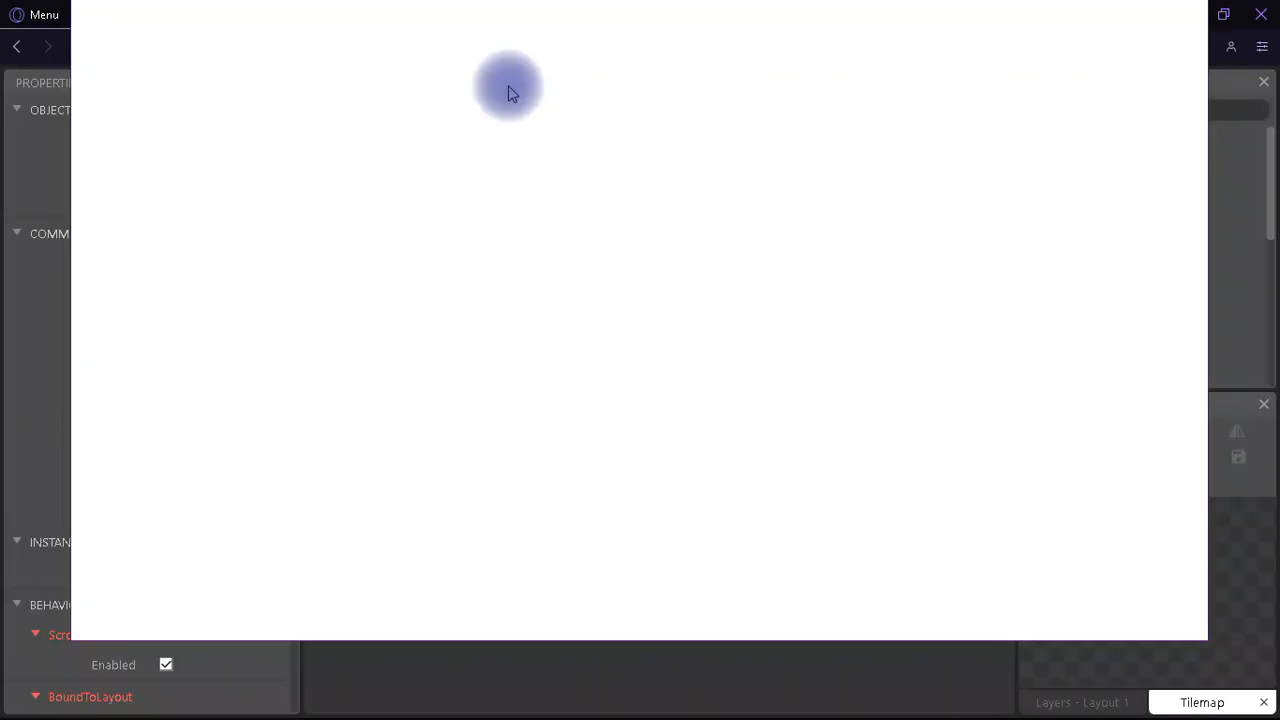 Menu
PROPERTI
OBJECT
COMM
INSTAN
BEHAVI
Scro
Enabled
BoundToLayout
Layers - Layout 1
Tilemap